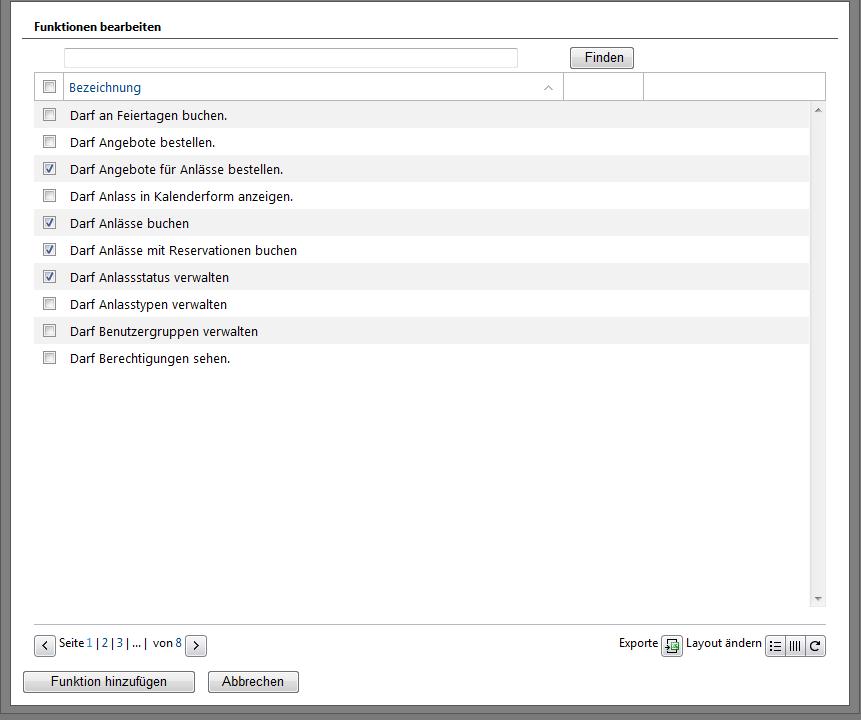 Funktionen bearbeiten
Finden
Bezeichnung
Darf an Feiertagen buchen.
Darf Angebote bestellen.
Darf Angebote für Anlässe bestellen.
Darf Anlass in Kalenderform anzeigen.
Darf Anlässe buchen
Darf Anlässe mit Reservationen buchen
Darf Anlassstatus verwalten
Darf Anlasstypen verwalten
Darf Benutzergruppen verwalten
Darf Berechtigungen sehen.
Seite 1 | 2 | 3 | ... | von 8 Exporte Layout ändern
Funktion hinzufügen Abbrechen